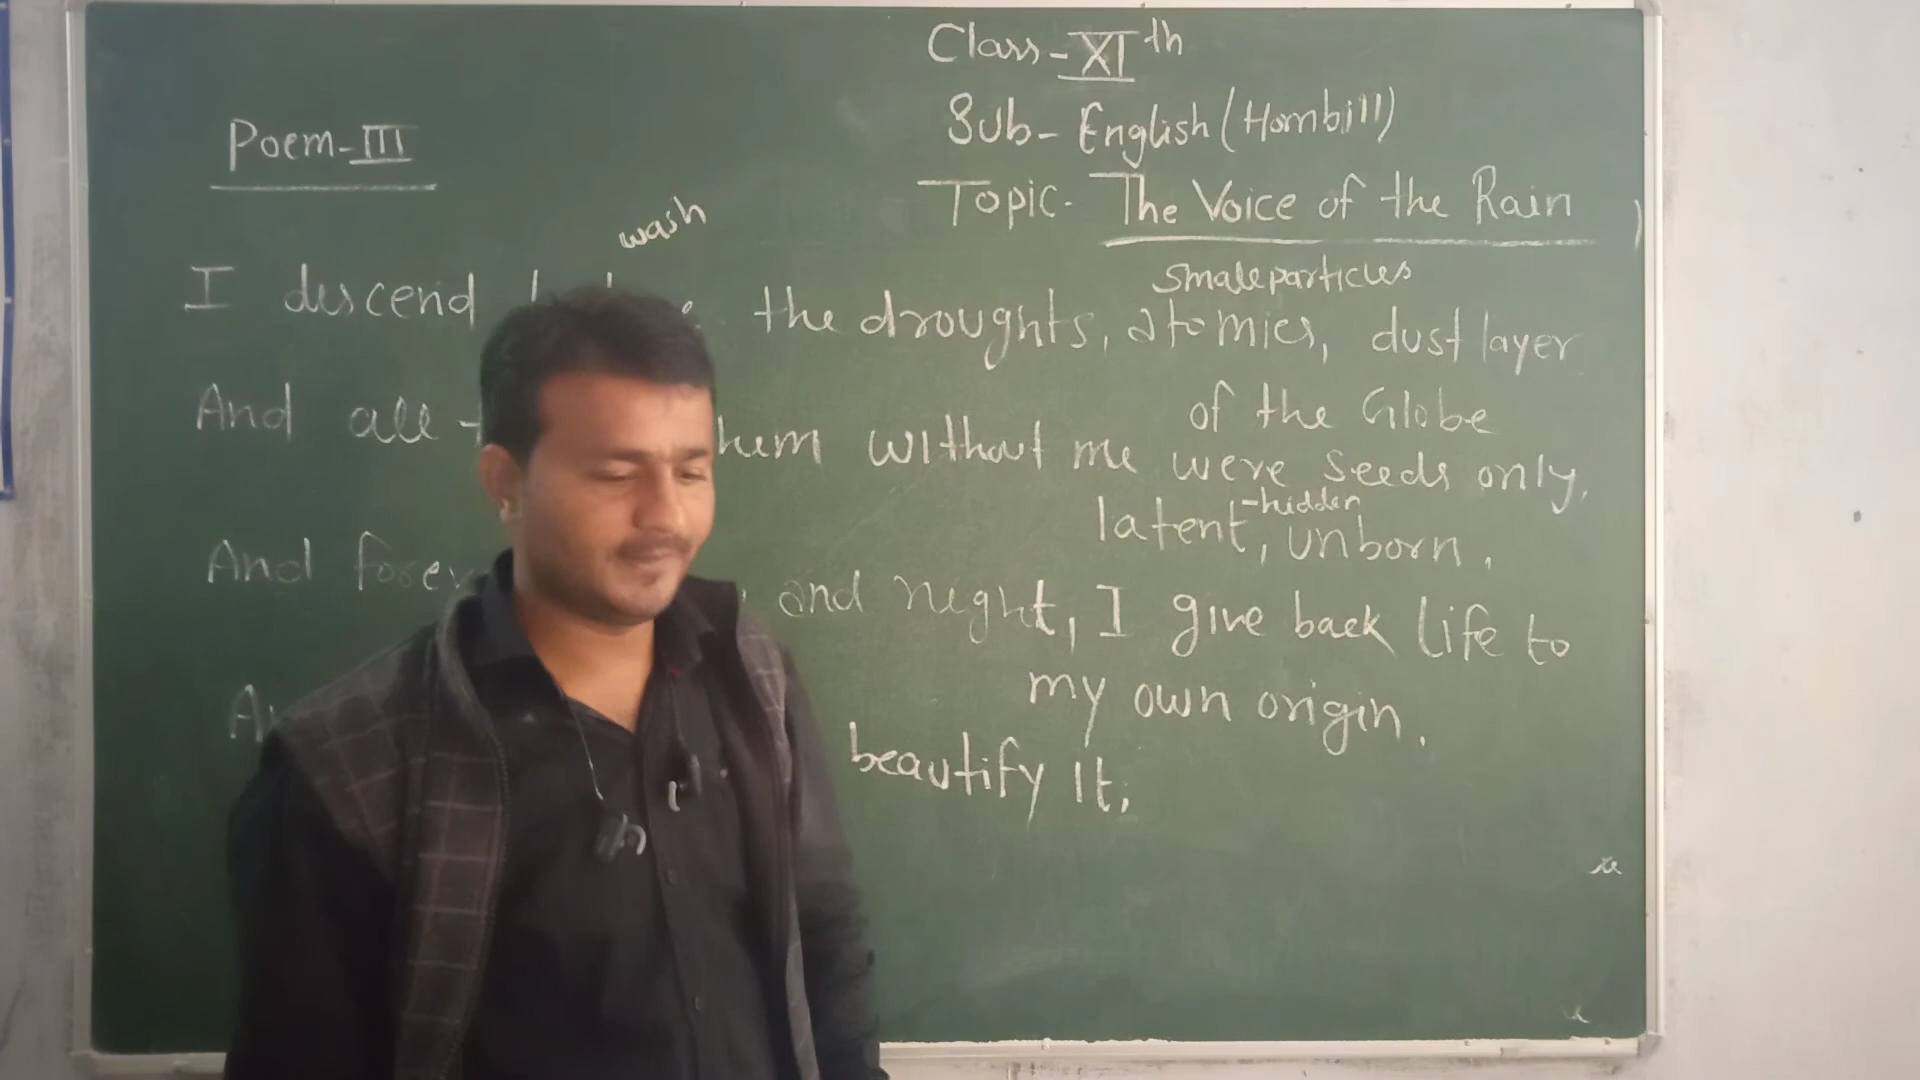 Class-XIth
Sub- English (Hornbill)
Poem-III
Topic- The Voice of the Rain
wash
small particles
I descend the droughts, atomies, dust layer
of the Globe
And all them without me were seeds only,
-hidden
latent, unborn.
And and night, I give back life to
my own origin.
beautify it,